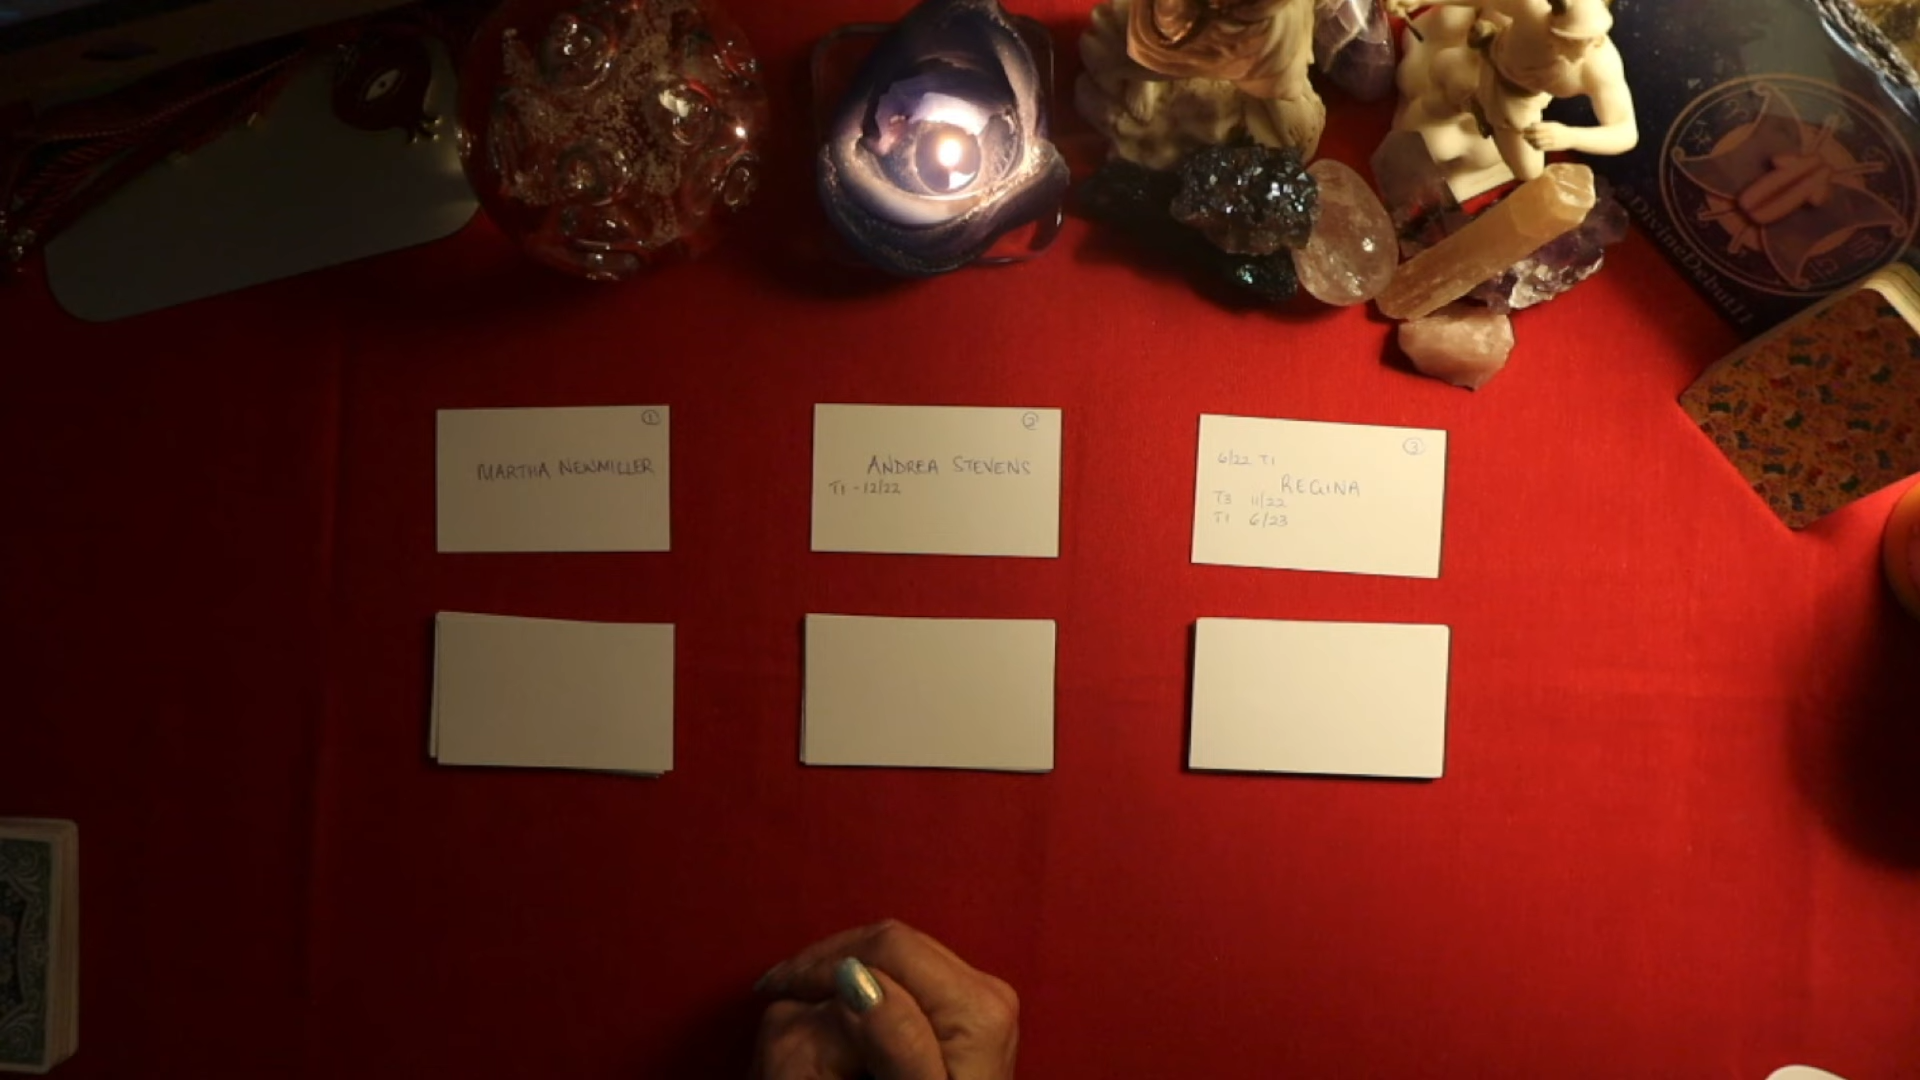 ①
MARTHA NEWMILLER
②
ANDREA STEVENS
T1 - 12/22
③
6/22 T1
REGINA
T3 11/22
T1 6/23